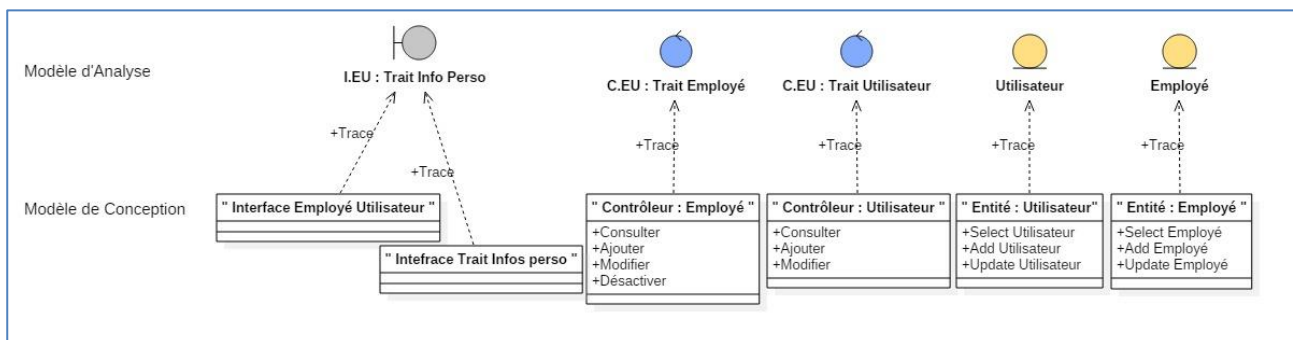 Modèle d'Analyse
I.EU : Trait Info Perso
C.EU : Trait Employé
C.EU : Trait Utilisateur
Utilisateur
Employé
+Trace
+Trace
+Trace
+Trace
+Trace
+Trace
Modèle de Conception
" Interface Employé Utilisateur "
" Intefrace Trait Infos perso "
" Contrôleur : Employé "
+Consulter
+Ajouter
+Modifier
+Désactiver
" Contrôleur : Utilisateur "
+Consulter
+Ajouter
+Modifier
" Entité : Utilisateur"
+Select Utilisateur
+Add Utilisateur
+Update Utilisateur
" Entité : Employé "
+Select Employé
+Add Employé
+Update Employé